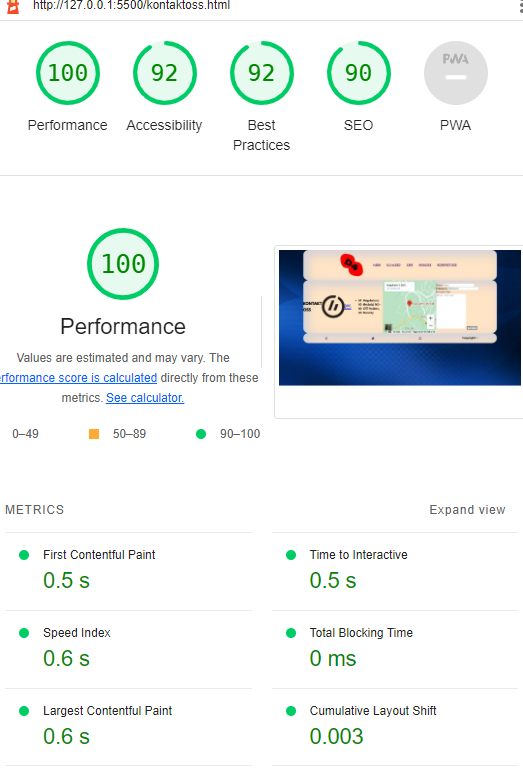 http://127.0.0.1:5500/kontaktoss.html
100
92
92
90
PWA
Performance
Accessibility
Best
Practices
SEO
PWA
100
Performance
Values are estimated and may vary. The
erformance score is calculated directly from these
metrics. See calculator.
0–49
50–89
90–100
KONTAKT
OSS
METRICS
Expand view
First Contentful Paint
0.5 s
Time to Interactive
0.5 s
Speed Index
0.6 s
Total Blocking Time
0 ms
Largest Contentful Paint
0.6 s
Cumulative Layout Shift
0.003